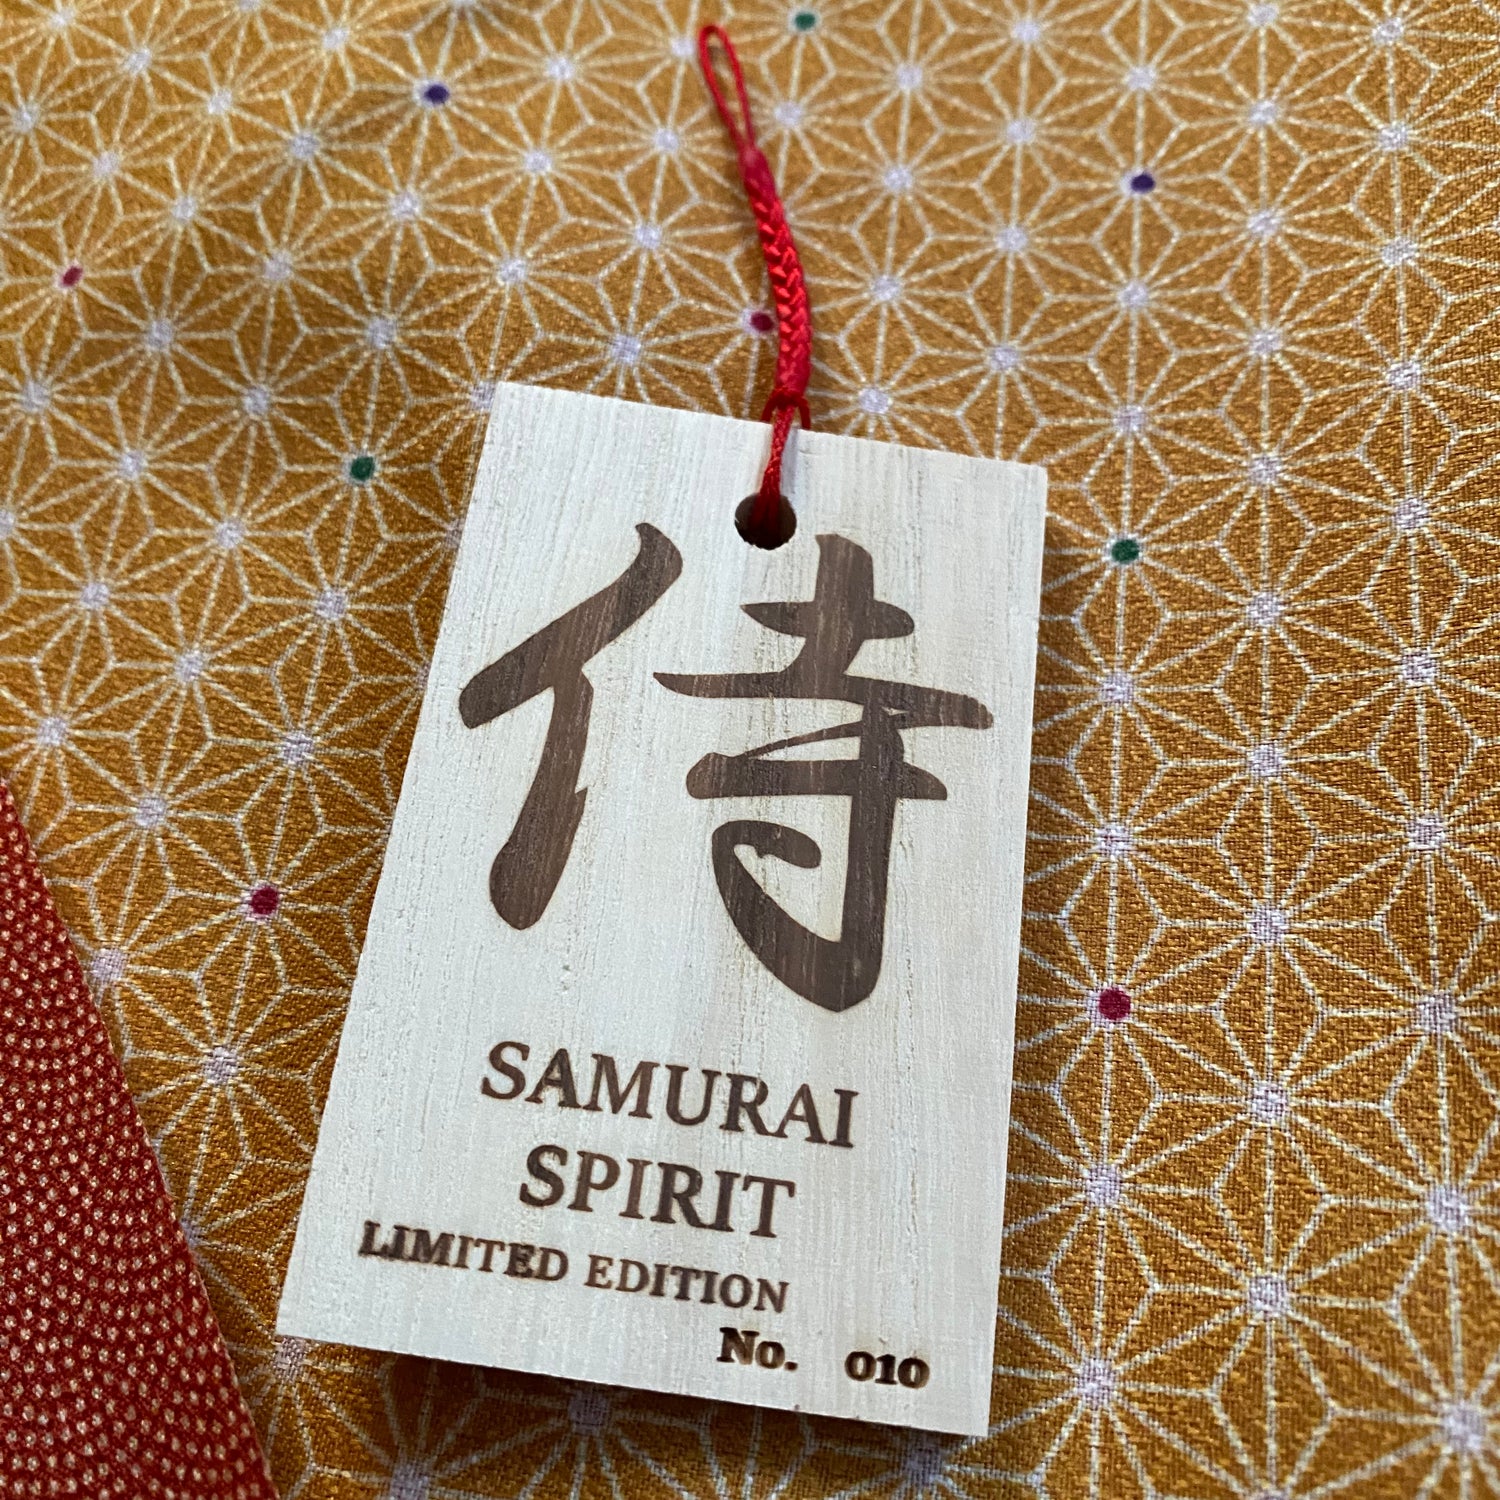 侍
SAMURAI
SPIRIT
LIMITED EDITION
No. 010